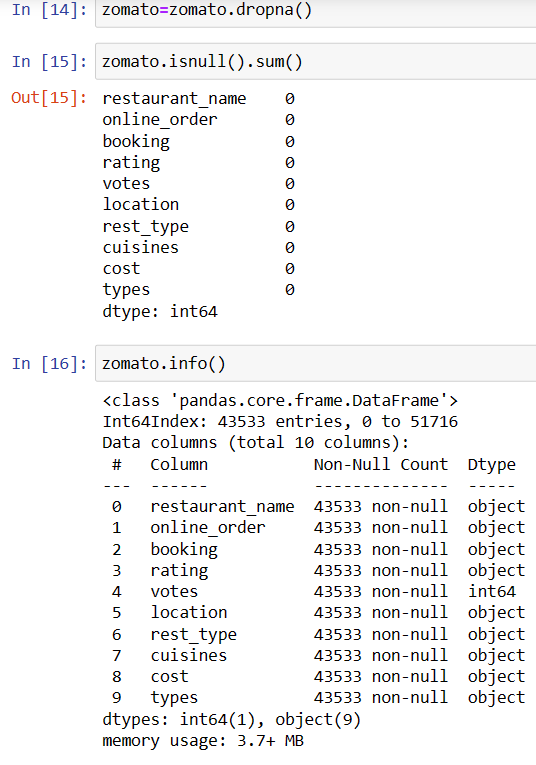 In [14]: zomato=zomato.dropna()
In [15]: zomato.isnull().sum()
Out[15]: restaurant_name    0
online_order       0
booking            0
rating             0
votes              0
location           0
rest_type          0
cuisines           0
cost               0
types              0
dtype: int64
In [16]: zomato.info()
<class 'pandas.core.frame.DataFrame'>
Int64Index: 43533 entries, 0 to 51716
Data columns (total 10 columns):
 #   Column           Non-Null Count  Dtype
---  ------           --------------  -----
 0   restaurant_name  43533 non-null  object
 1   online_order     43533 non-null  object
 2   booking          43533 non-null  object
 3   rating           43533 non-null  object
 4   votes            43533 non-null  int64
 5   location         43533 non-null  object
 6   rest_type        43533 non-null  object
 7   cuisines         43533 non-null  object
 8   cost             43533 non-null  object
 9   types            43533 non-null  object
dtypes: int64(1), object(9)
memory usage: 3.7+ MB